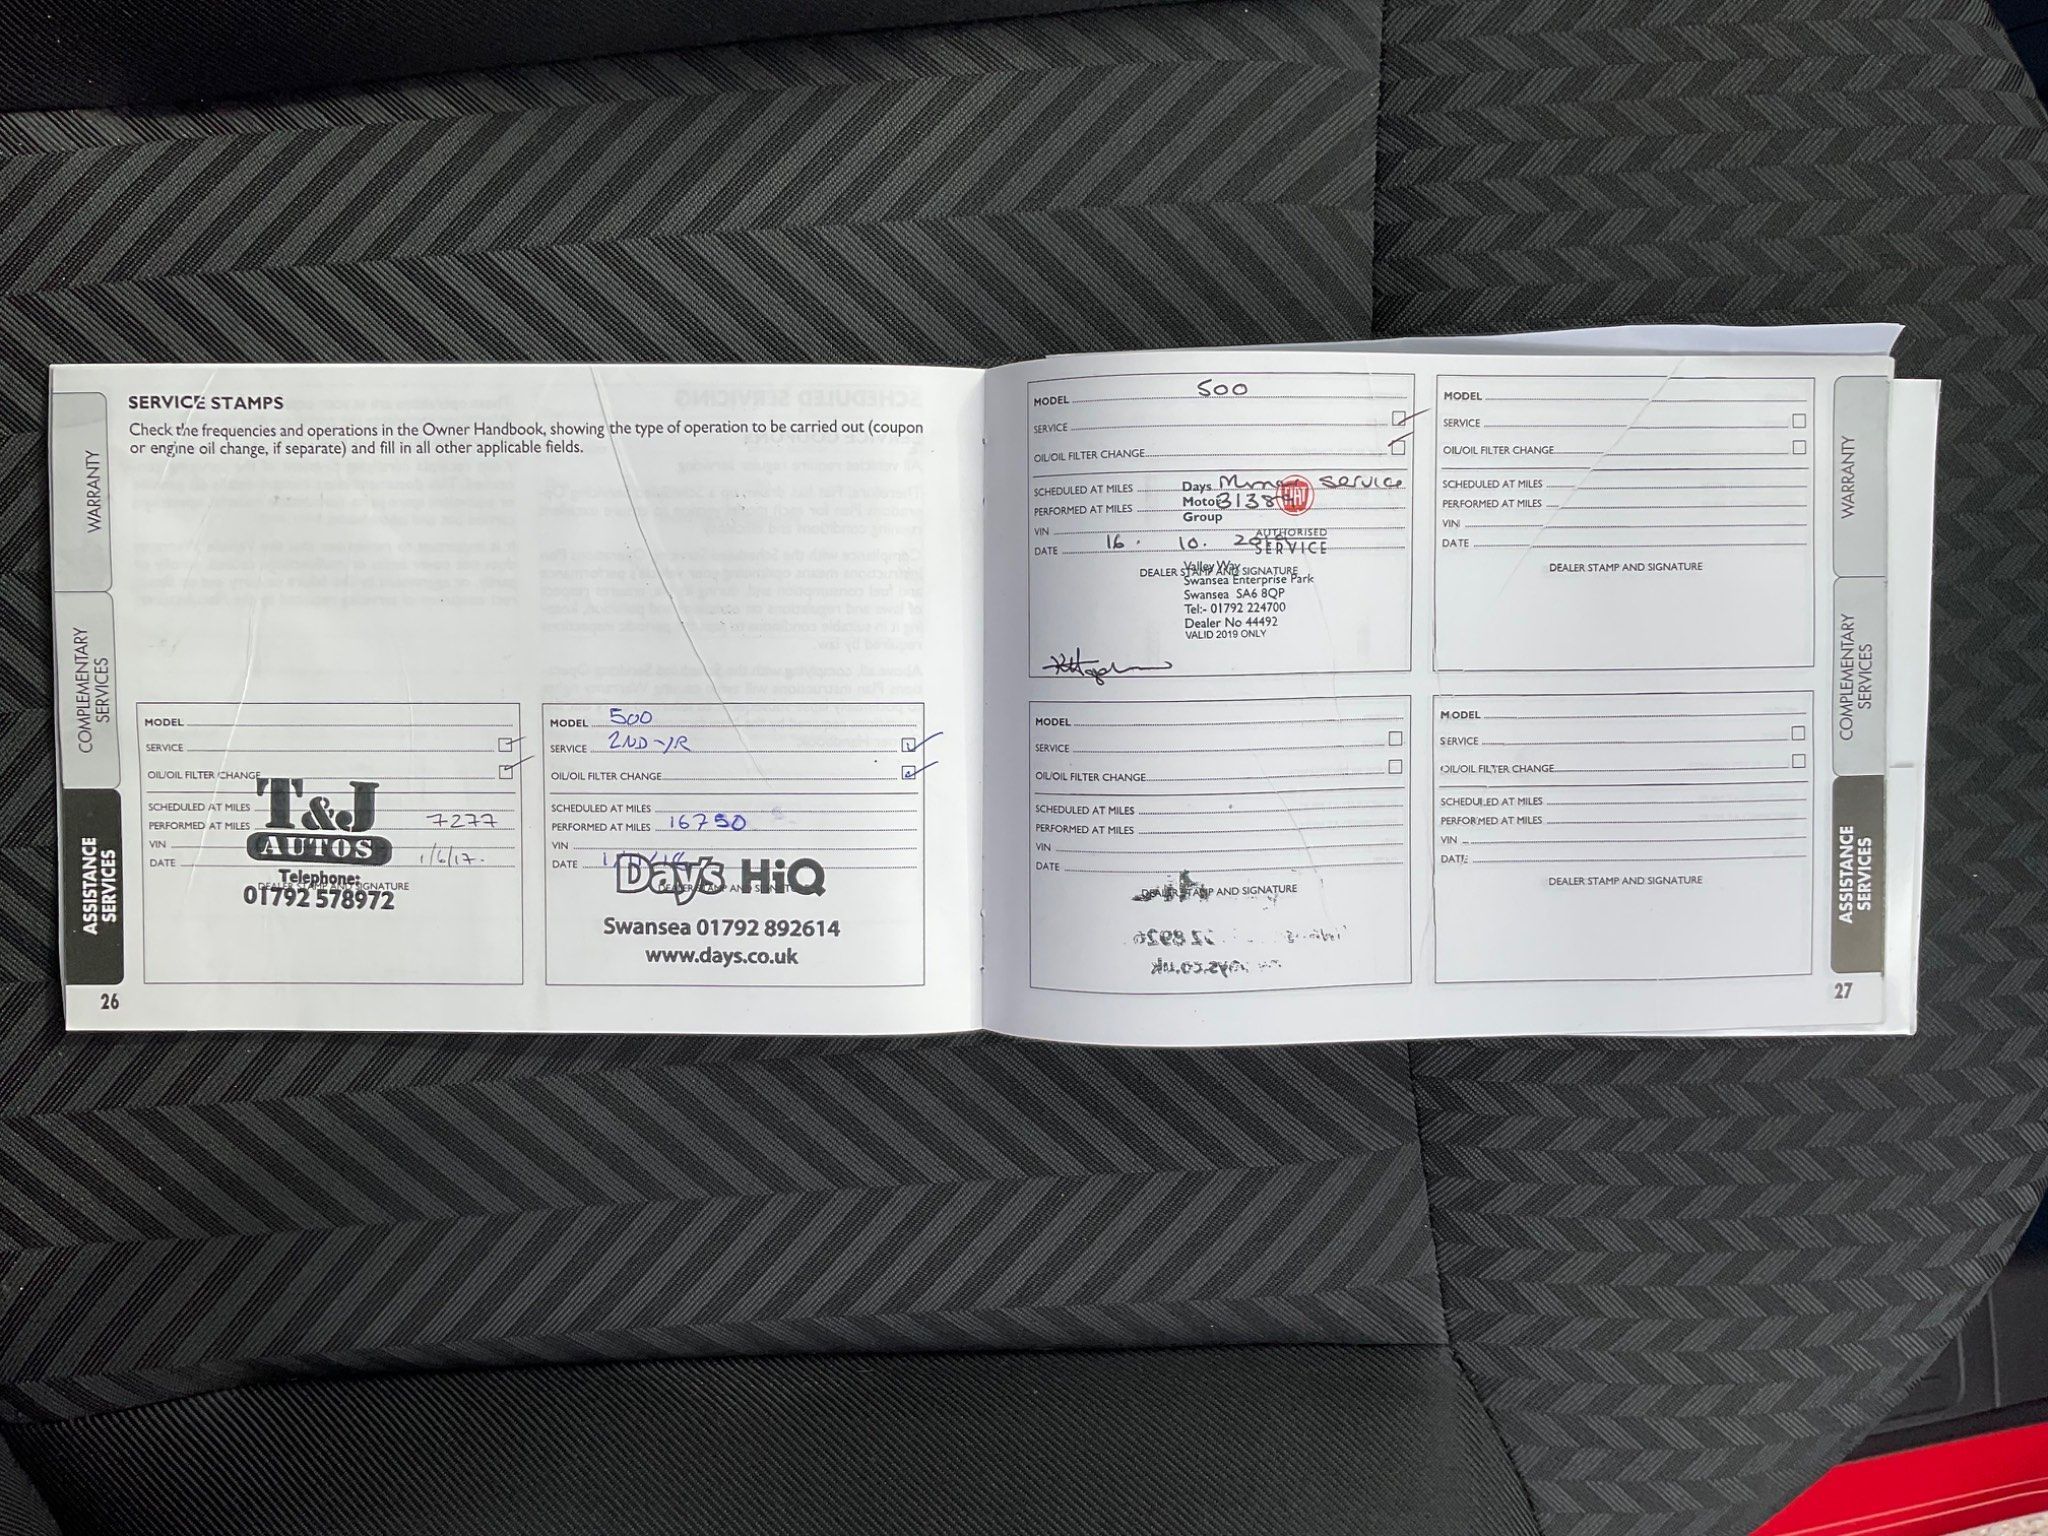 WARRANTY
COMPLEMENTARY
SERVICES
ASSISTANCE
SERVICES
SERVICE STAMPS
Check the frequencies and operations in the Owner Handbook, showing the type of operation to be carried out (coupon
or engine oil change, if separate) and fill in all other applicable fields.
MODEL
SERVICE
OIL/OIL FILTER CHANGE
T&J
SCHEDULED AT MILES
PERFORMED AT MILES 7277
VIN
AUTOS
DATE 1/6/17.
Telephone:
DEALER STAMP AND SIGNATURE
01792 578972
MODEL 500
SERVICE 2ND-YR
OIL/OIL FILTER CHANGE
SCHEDULED AT MILES
PERFORMED AT MILES 16750
VIN
DATE
Day's HiQ
DEALER STAMP AND SIGNATURE
Swansea 01792 892614
www.days.co.uk
26
MODEL 500
SERVICE
OIL/OIL FILTER CHANGE
SCHEDULED AT MILES Days service
PERFORMED AT MILES Motor
FIAT
Group
VIN
AUTHORISED
DATE 16. 10.
SERVICE
Valley Way
DEALER STAMP AND SIGNATURE
Swansea Enterprise Park
Swansea SA6 8QP
Tel:- 01792 224700
Dealer No 44492
VALID 2019 ONLY
MODEL
SERVICE
OIL/OIL FILTER CHANGE
SCHEDULED AT MILES
PERFORMED AT MILES
VIN
DATE
DEALER STAMP AND SIGNATURE
MODEL
SERVICE
OIL/OIL FILTER CHANGE
SCHEDULED AT MILES
PERFORMED AT MILES
VIN
DATE
DEALER STAMP AND SIGNATURE
MODEL
SERVICE
OIL/OIL FILTER CHANGE
SCHEDULED AT MILES
PERFORMED AT MILES
VIN
DATE
DEALER STAMP AND SIGNATURE
WARRANTY
COMPLEMENTARY
SERVICES
ASSISTANCE
SERVICES
27